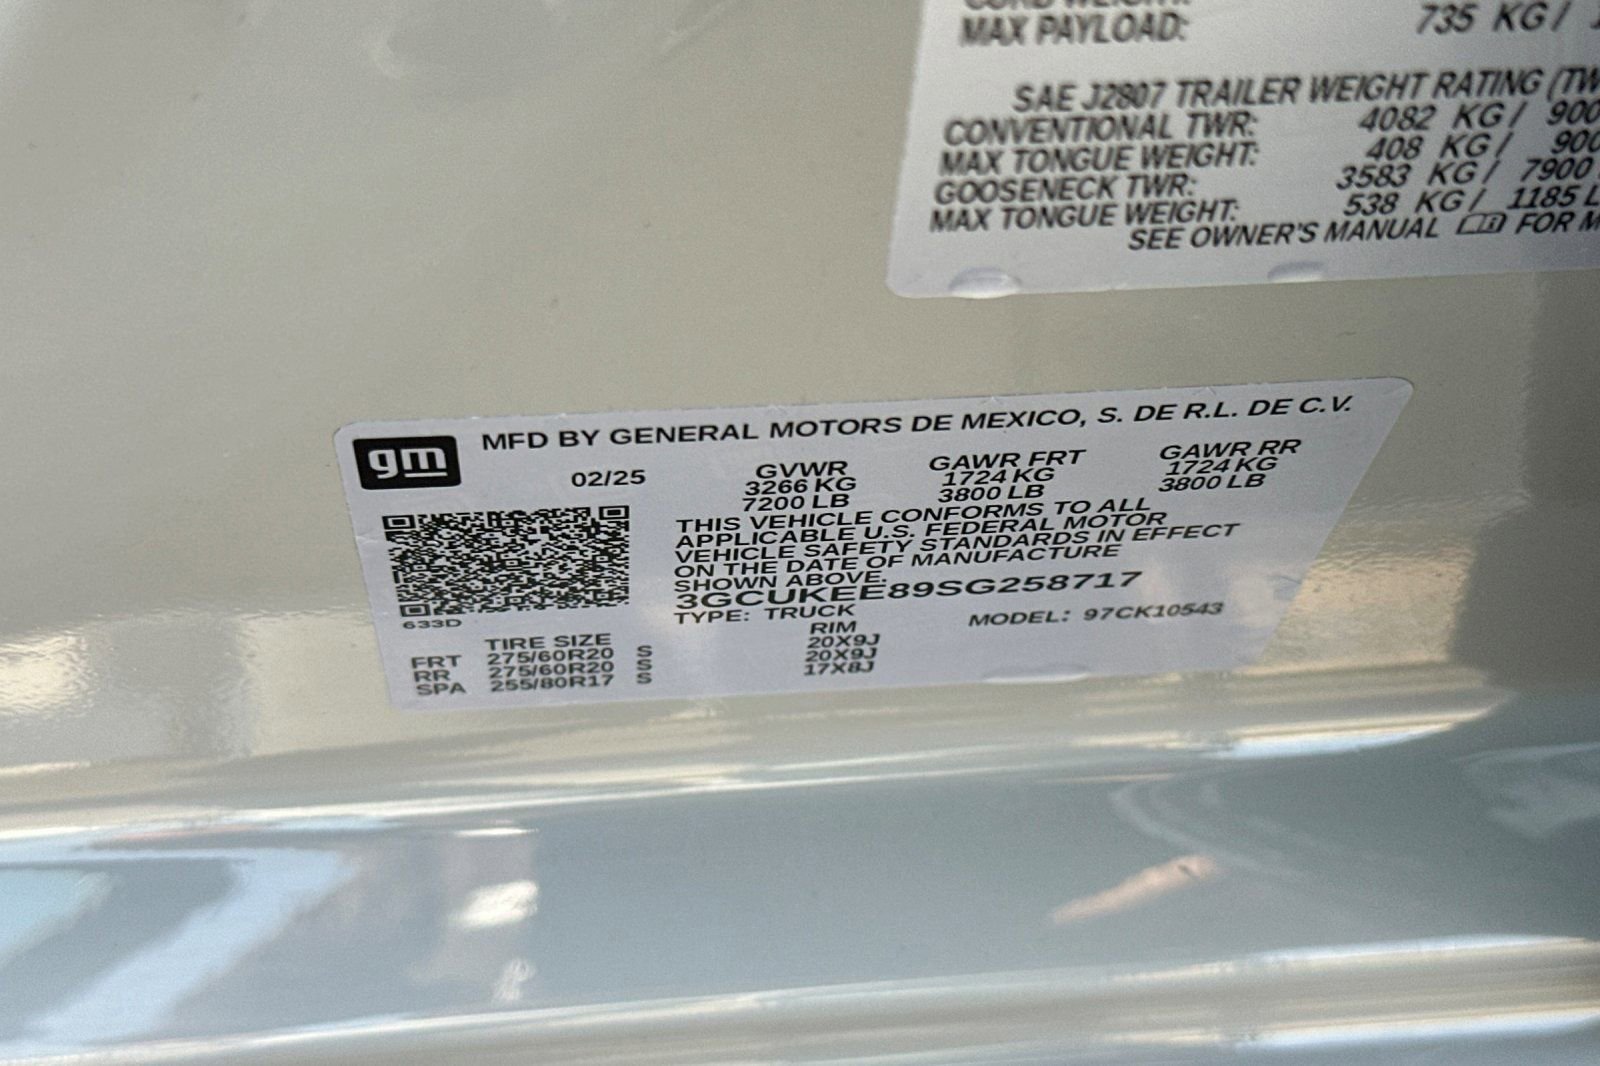 MAX PAYLOAD: 735 KG/
SAE J2807 TRAILER WEIGHT RATING (TW
CONVENTIONAL TWR: 4082 KG/ 900
MAX TONGUE WEIGHT: 408 KG/ 900
GOOSENECK TWR: 3583 KG/ 7900
MAX TONGUE WEIGHT: 538 KG/ 1185 L
SEE OWNER'S MANUAL FOR M
gm
MFD BY GENERAL MOTORS DE MEXICO, S. DE R.L. DE C.V.
02/25 GVWR GAWR FRT GAWR RR
3266 KG 1724 KG 1724 KG
7200 LB 3800 LB 3800 LB
THIS VEHICLE CONFORMS TO ALL
APPLICABLE U.S. FEDERAL MOTOR
VEHICLE SAFETY STANDARDS IN EFFECT
ON THE DATE OF MANUFACTURE
SHOWN ABOVE.
3GCUKEE89SG258717
TYPE: TRUCK MODEL: 97CK10543
633D
TIRE SIZE RIM
FRT 275/60R20 S 20X9J
RR 275/60R20 S 20X9J
SPA 255/80R17 S 17X8J